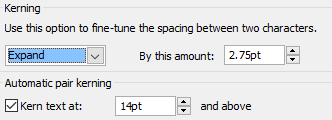 Kerning
Use this option to fine-tune the spacing between two characters.
Expand By this amount: 2.75pt
Automatic pair kerning
Kern text at: 14pt and above